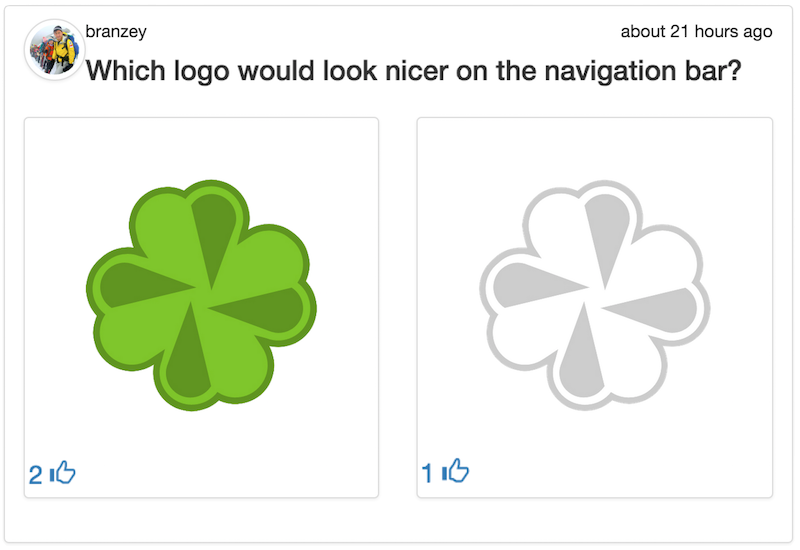 branzey
about 21 hours ago
Which logo would look nicer on the navigation bar?
2
1